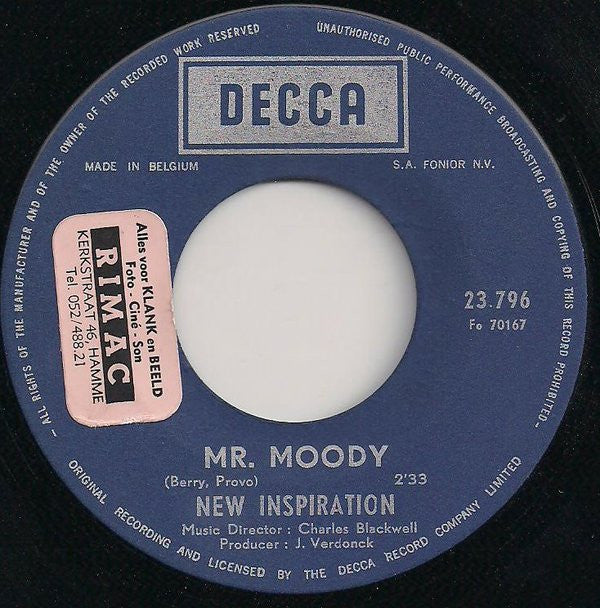 - ALL RIGHTS OF THE MANUFACTURER AND OF THE OWNER OF THE RECORDED WORK RESERVED
UNAUTHORISED PUBLIC PERFORMANCE BROADCASTING AND COPYING OF THIS RECORD PROHIBITED -
DECCA
MADE IN BELGIUM
S.A. FONIOR N.V.
Alles voor KLANK en BEELD
Foto - Ciné - Son
RIMAC
KERKSTRAAT 46, HAMME
Tel. 052/488.21
23.796
Fo 70167
MR. MOODY
(Berry, Provo) 2'33
NEW INSPIRATION
Music Director : Charles Blackwell
Producer : J. Verdonck
ORIGINAL RECORDING AND LICENSED BY THE DECCA RECORD COMPANY LIMITED